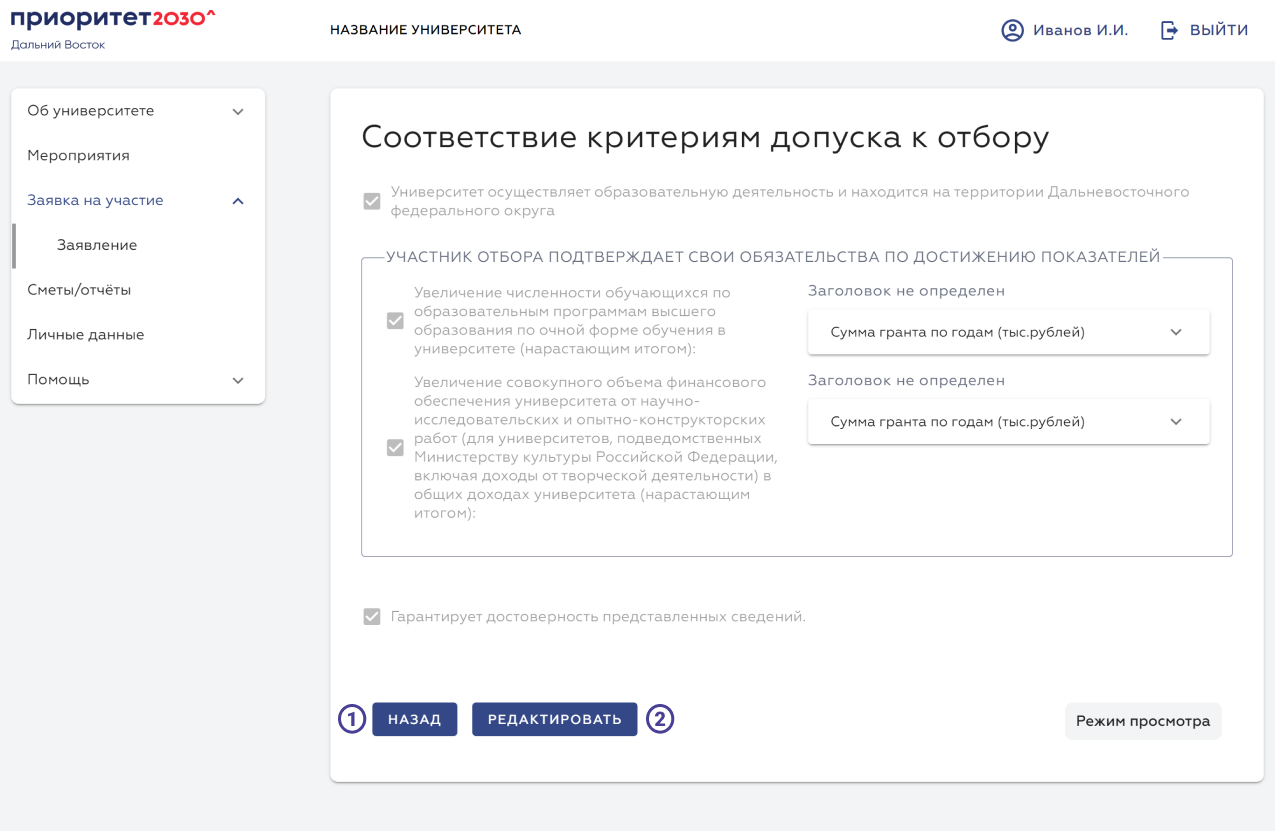 приоритет2030^
Дальний Восток
НАЗВАНИЕ УНИВЕРСИТЕТА
Иванов И.И.
ВЫЙТИ
Об университете
Мероприятия
Заявка на участие
Заявление
Сметы/отчёты
Личные данные
Помощь
Соответствие критериям допуска к отбору
Университет осуществляет образовательную деятельность и находится на территории Дальневосточного
федерального округа
УЧАСТНИК ОТБОРА ПОДТВЕРЖДАЕТ СВОИ ОБЯЗАТЕЛЬСТВА ПО ДОСТИЖЕНИЮ ПОКАЗАТЕЛЕЙ
Увеличение численности обучающихся по
образовательным программам высшего
образования по очной форме обучения в
университете (нарастающим итогом):
Заголовок не определен
Сумма гранта по годам (тыс.рублей)
Увеличение совокупного объема финансового
обеспечения университета от научно-
исследовательских и опытно-конструкторских
работ (для университетов, подведомственных
Министерству культуры Российской Федерации,
включая доходы от творческой деятельности) в
общих доходах университета (нарастающим
итогом):
Заголовок не определен
Сумма гранта по годам (тыс.рублей)
Гарантирует достоверность представленных сведений.
1
НАЗАД
РЕДАКТИРОВАТЬ
2
Режим просмотра